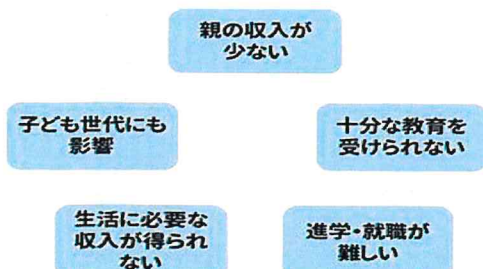 親の収入が
少ない
子ども世代にも
影響
十分な教育を
受けられない
生活に必要な
収入が得られ
ない
進学・就職が
難しい